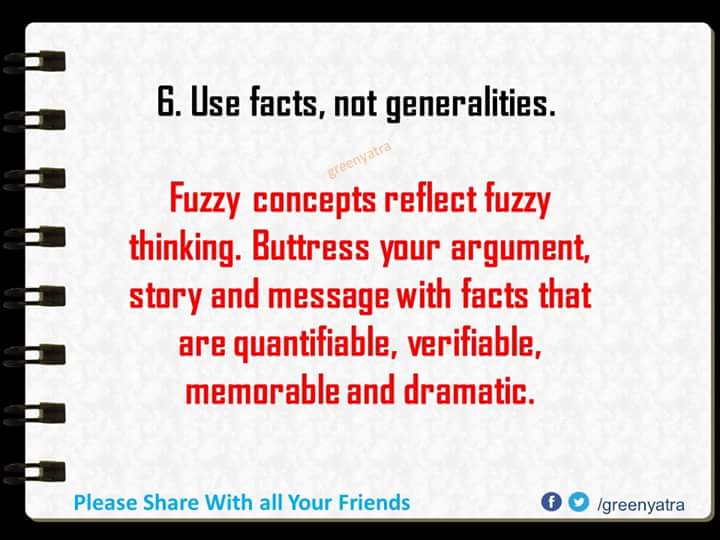 6. Use facts, not generalities.
greenyatra
Fuzzy concepts reflect fuzzy
thinking. Buttress your argument,
story and message with facts that
are quantifiable, verifiable,
memorable and dramatic.
Please Share With all Your Friends
/greenyatra